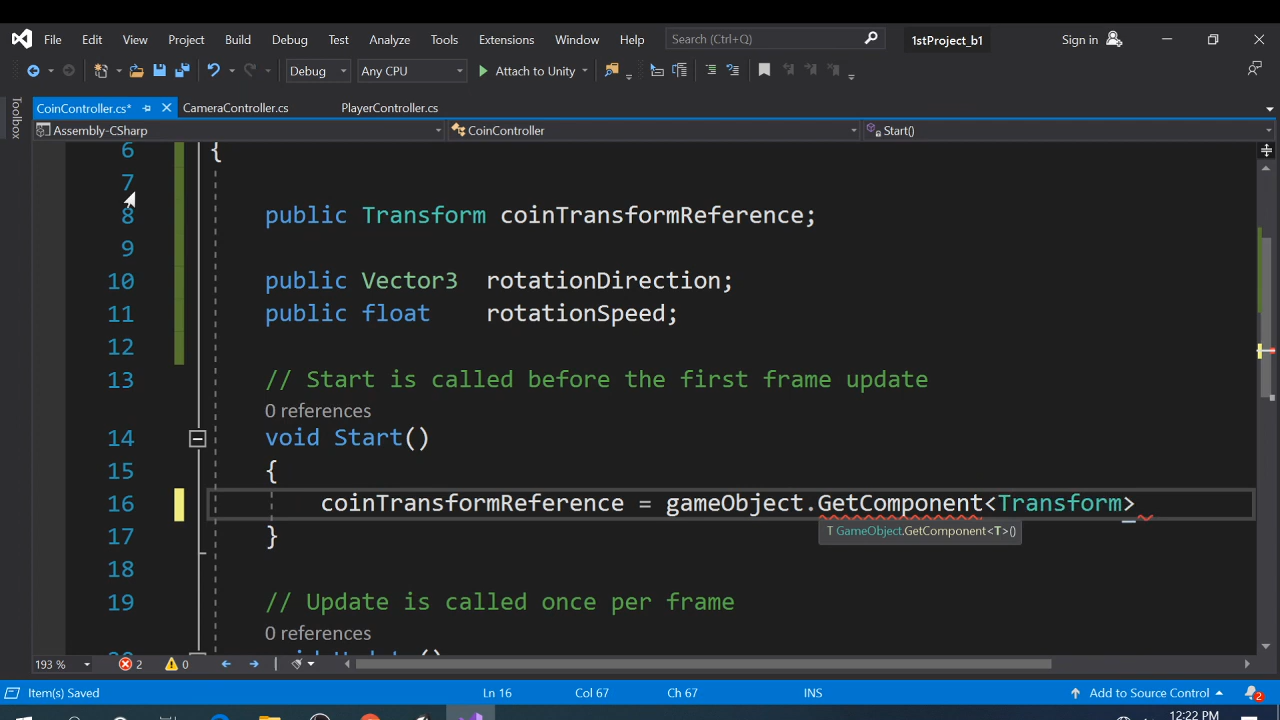 File Edit View Project Build Debug Test Analyze Tools Extensions Window Help Search (Ctrl+Q) 1stProject_b1 Sign in
Debug Any CPU Attach to Unity
Toolbox
CoinController.cs* CameraController.cs PlayerController.cs
Assembly-CSharp CoinController Start()
6 {
7
8 public Transform coinTransformReference;
9
10 public Vector3 rotationDirection;
11 public float rotationSpeed;
12
13 // Start is called before the first frame update
0 references
14 void Start()
15 {
16 coinTransformReference = gameObject.GetComponent<Transform>
T GameObject.GetComponent<T>()
17 }
18
19 // Update is called once per frame
0 references
193 % 2 0
Item(s) Saved Ln 16 Col 67 Ch 67 INS Add to Source Control 2
12:22 PM